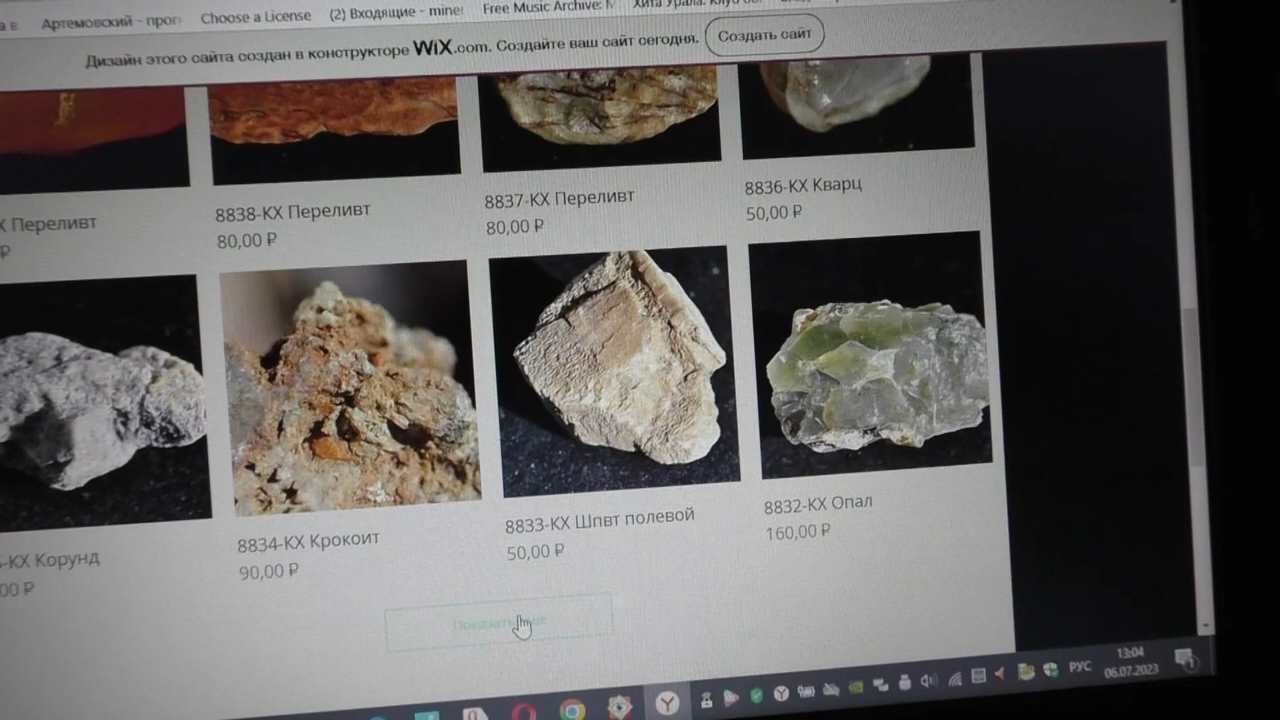 Артемовский - прог
Choose a License
(2) Входящие - mine
Free Music Archive: M
Дизайн этого сайта создан в конструкторе WiX.com. Создайте ваш сайт сегодня.
Создать сайт
Переливт
₽
8838-КХ Переливт
80,00 ₽
8837-КХ Переливт
80,00 ₽
8836-КХ Кварц
50,00 ₽
-КХ Корунд
00 ₽
8834-КХ Крокоит
90,00 ₽
8833-КХ Шпвт полевой
50,00 ₽
8832-КХ Опал
160,00 ₽
РУС
13:04
06.07.2023